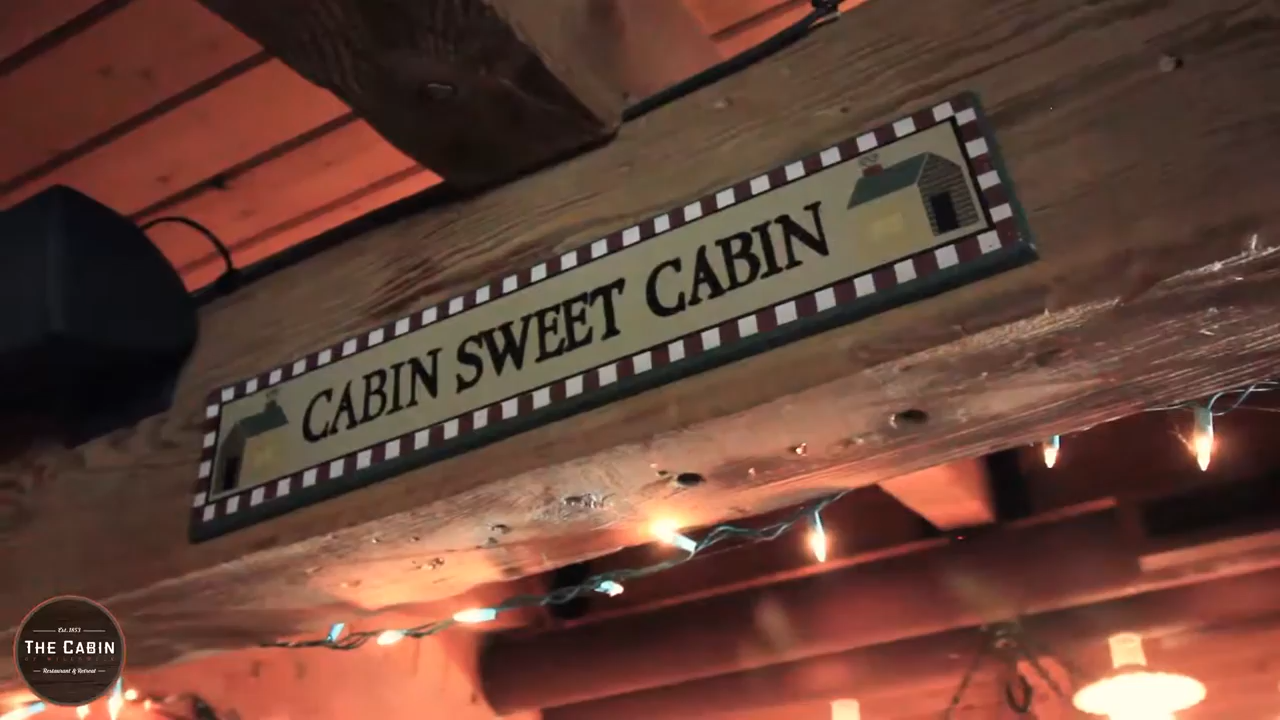 CABIN SWEET CABIN
Est. 1853
THE CABIN
Restaurant & Retreat